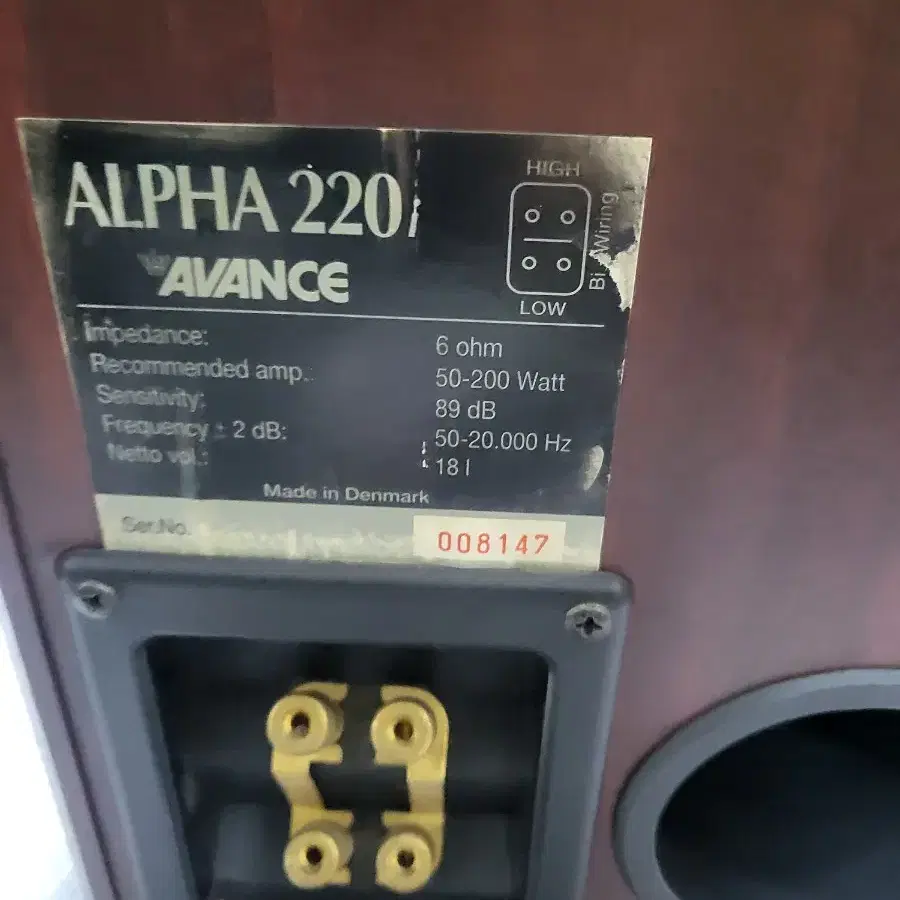 ALPHA 220i
AVANCE
HIGH
Bi-Wiring
LOW
Impedance: 6 ohm
Recommended amp.: 50-200 Watt
Sensitivity: 89 dB
Frequency ± 2 dB: 50-20.000 Hz
Netto vol.: 18 l
Made in Denmark
Ser.No. 008147